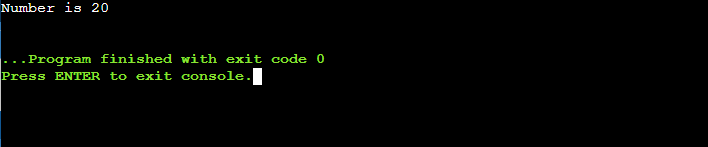 Number is 20
...Program finished with exit code 0
Press ENTER to exit console.